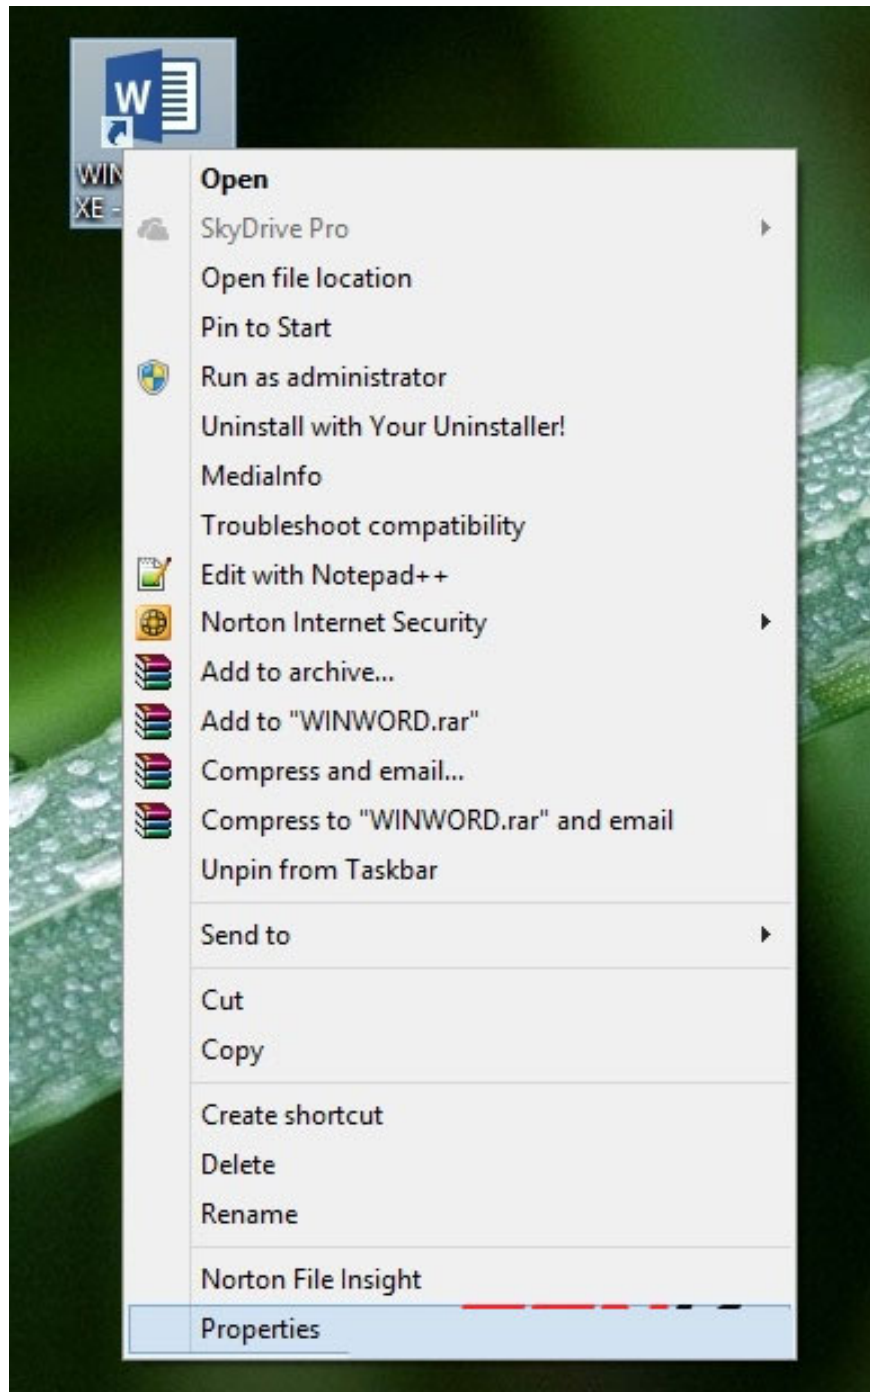 W
WIN
XE -
Open
SkyDrive Pro
Open file location
Pin to Start
Run as administrator
Uninstall with Your Uninstaller!
MediaInfo
Troubleshoot compatibility
Edit with Notepad++
Norton Internet Security
Add to archive...
Add to "WINWORD.rar"
Compress and email...
Compress to "WINWORD.rar" and email
Unpin from Taskbar
Send to
Cut
Copy
Create shortcut
Delete
Rename
Norton File Insight
Properties